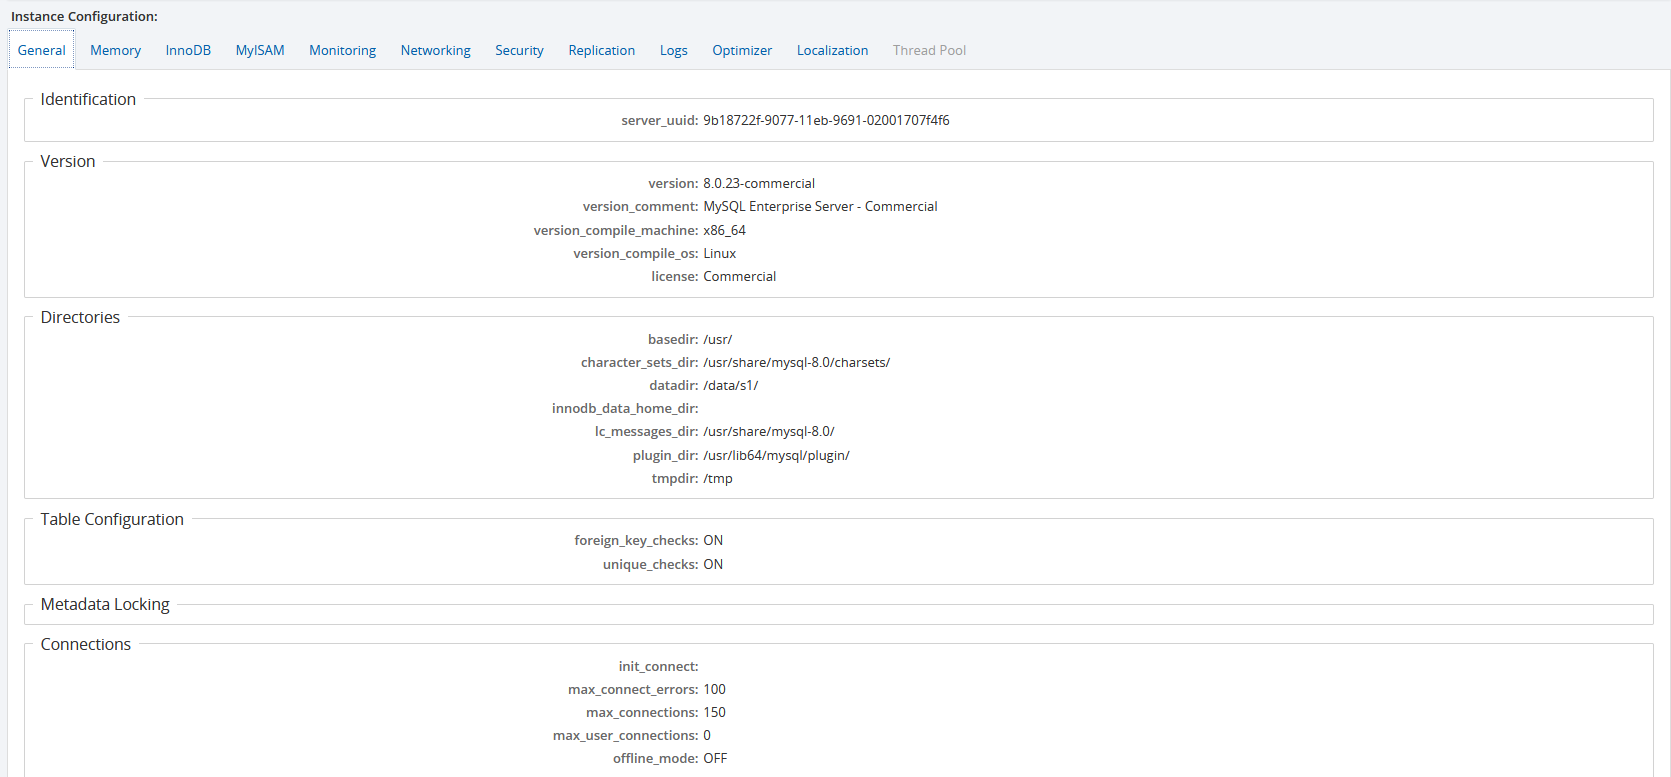 Instance Configuration:
General Memory InnoDB MyISAM Monitoring Networking Security Replication Logs Optimizer Localization Thread Pool
Identification
server_uuid: 9b18722f-9077-11eb-9691-02001707f4f6
Version
version: 8.0.23-commercial
version_comment: MySQL Enterprise Server - Commercial
version_compile_machine: x86_64
version_compile_os: Linux
license: Commercial
Directories
basedir: /usr/
character_sets_dir: /usr/share/mysql-8.0/charsets/
datadir: /data/s1/
innodb_data_home_dir:
lc_messages_dir: /usr/share/mysql-8.0/
plugin_dir: /usr/lib64/mysql/plugin/
tmpdir: /tmp
Table Configuration
foreign_key_checks: ON
unique_checks: ON
Metadata Locking
Connections
init_connect:
max_connect_errors: 100
max_connections: 150
max_user_connections: 0
offline_mode: OFF